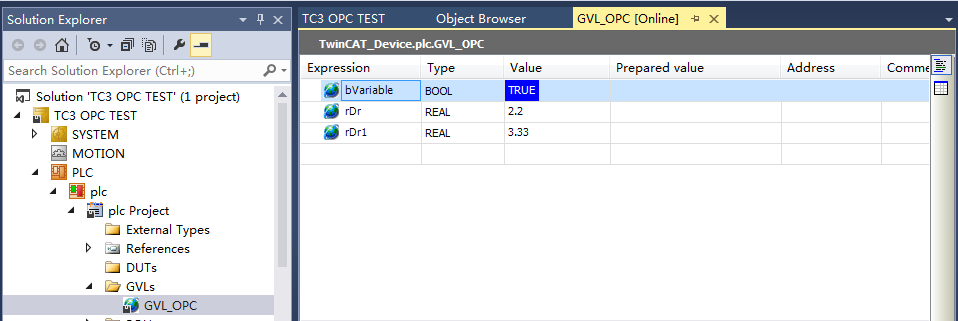 Solution Explorer
Search Solution Explorer (Ctrl+;)
Solution 'TC3 OPC TEST' (1 project)
TC3 OPC TEST
SYSTEM
MOTION
PLC
plc
plc Project
External Types
References
DUTs
GVLs
GVL_OPC
TC3 OPC TEST Object Browser GVL_OPC [Online]
TwinCAT_Device.plc.GVL_OPC
Expression Type Value Prepared value Address Comme
bVariable BOOL TRUE
rDr REAL 2.2
rDr1 REAL 3.33